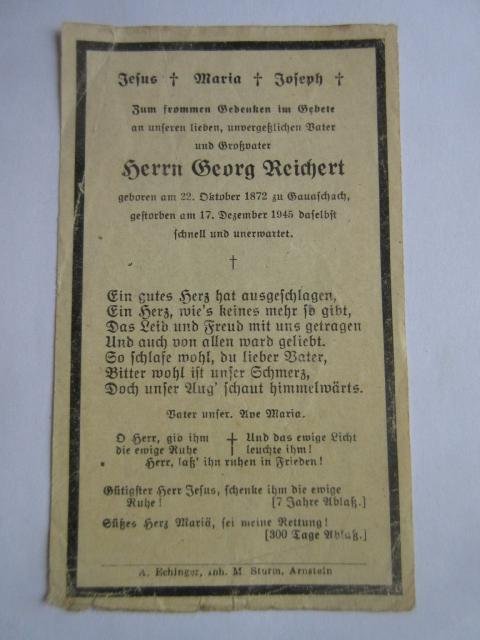 Jesus † Maria † Joseph †
Zum frommen Gedenken im Gebete
an unseren lieben, unvergeßlichen Vater
und Großvater
Herrn Georg Reichert
geboren am 22. Oktober 1872 zu Gauaschach,
gestorben am 17. Dezember 1945 daselbst
schnell und unerwartet.
†
Ein gutes Herz hat ausgeschlagen,
Ein Herz, wie's keines mehr so gibt,
Das Leid und Freud mit uns getragen
Und auch von allen ward geliebt.
So schlafe wohl, du lieber Vater,
Bitter wohl ist unser Schmerz,
Doch unser Aug' schaut himmelwärts.
Vater unser. Ave Maria.
O Herr, gib ihm † Und das ewige Licht
die ewige Ruhe leuchte ihm!
Herr, laß' ihn ruhen in Frieden!
Gütigster Herr Jesus, schenke ihm die ewige
Ruhe! [7 Jahre Ablaß.]
Süßes Herz Mariä, sei meine Rettung!
[300 Tage Ablaß.]
A. Echinger, Inh. M. Sturm, Arnstein